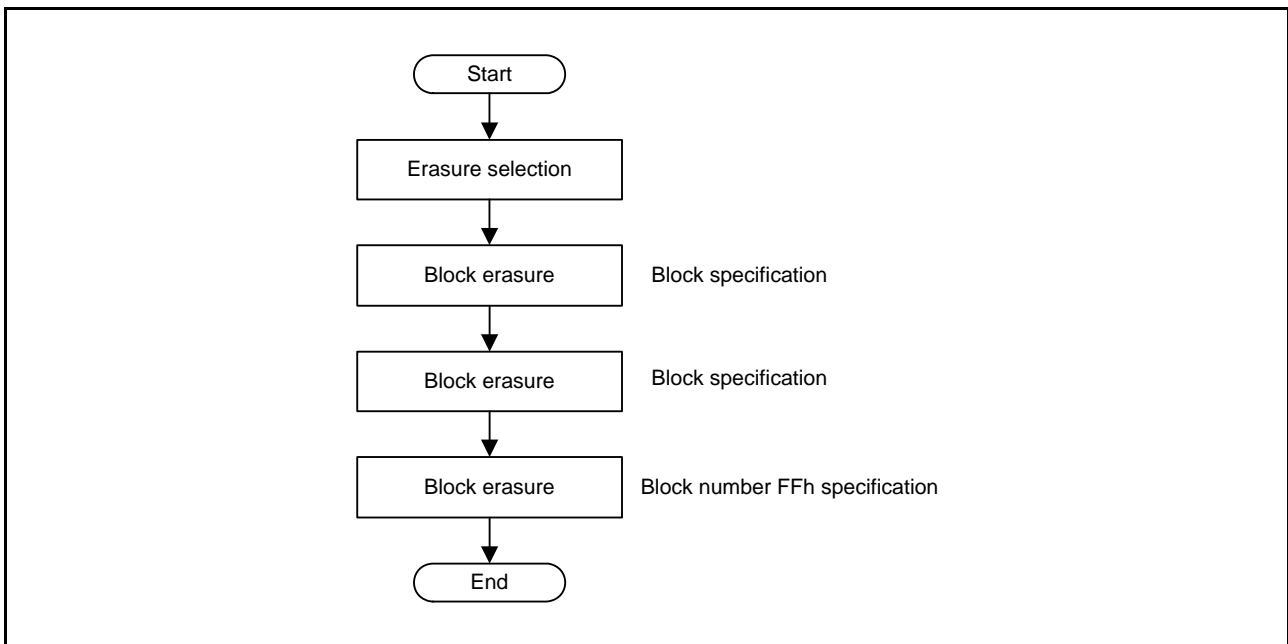 Start
Erasure selection
Block erasure
Block specification
Block erasure
Block specification
Block erasure
Block number FFh specification
End